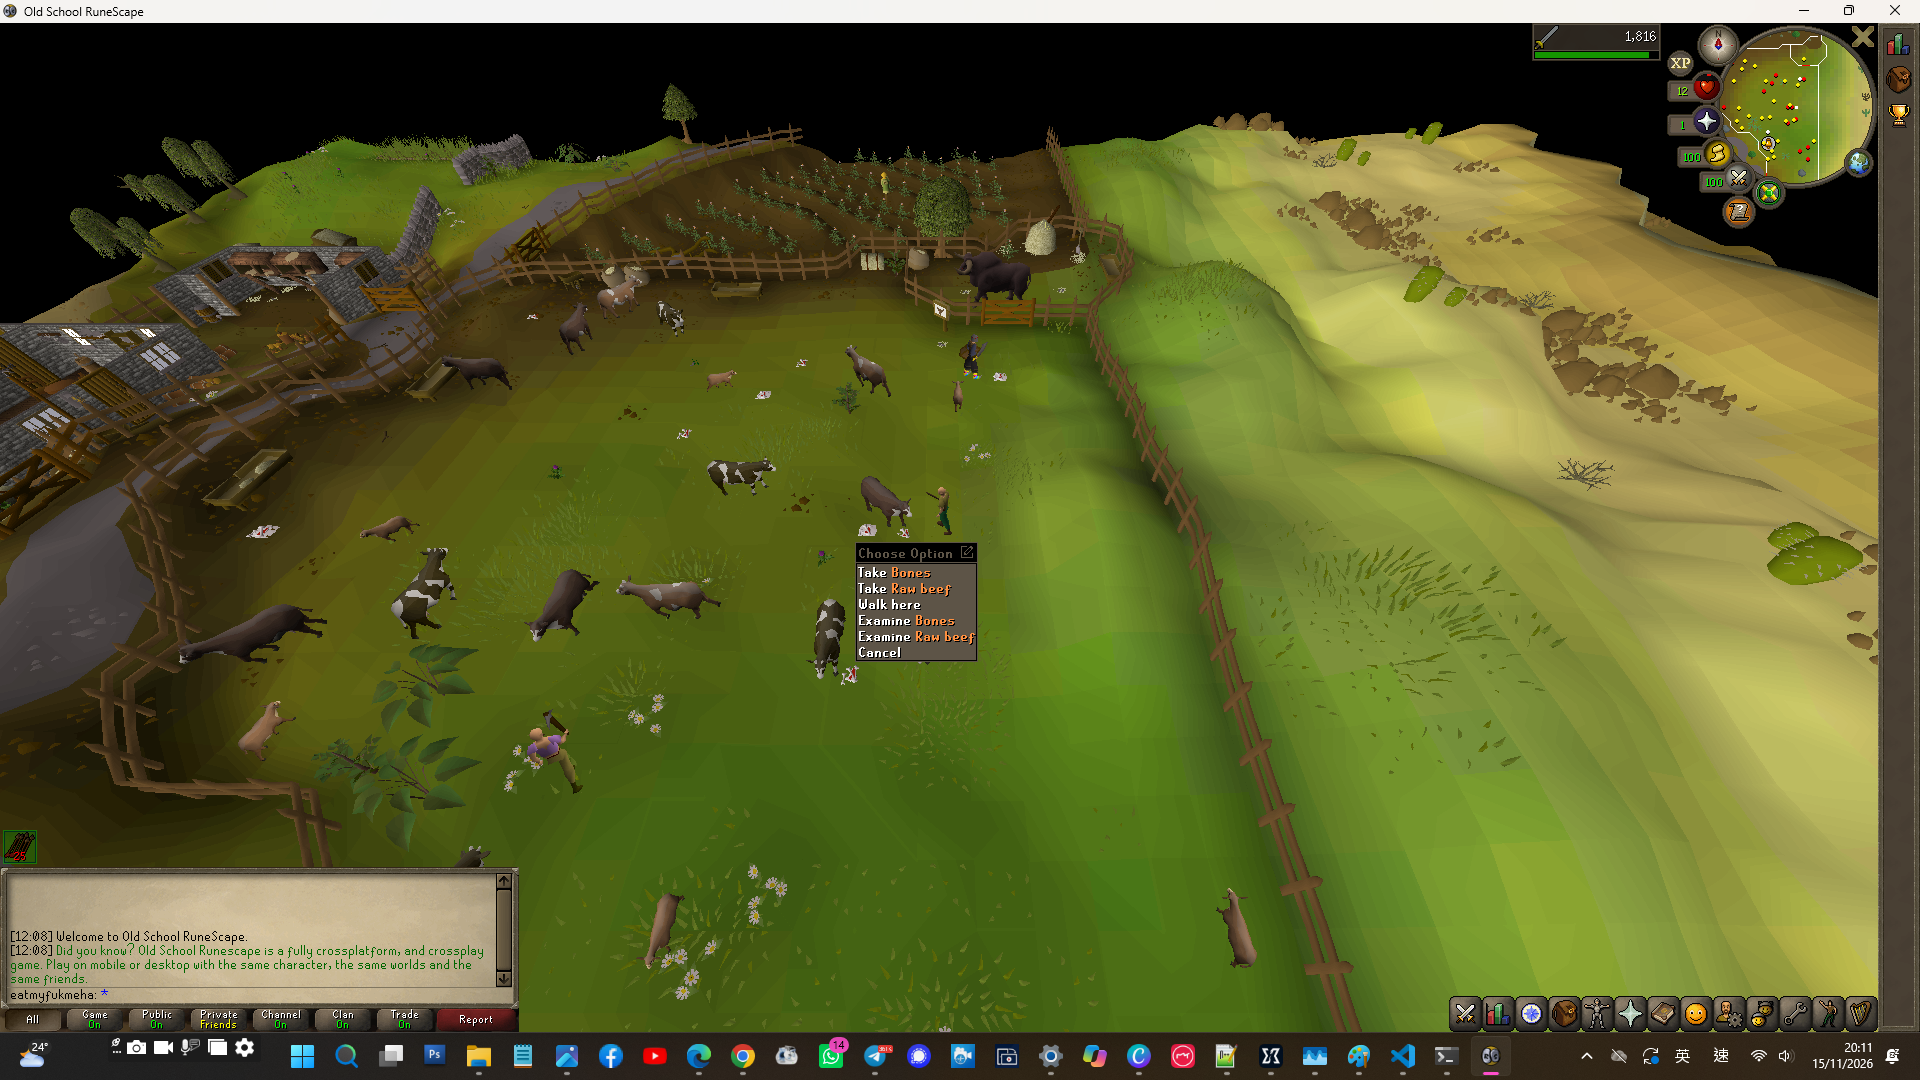 Old School RuneScape
1,816
XP
N
12
1
100
100
Choose Option
Take Bones
Take Raw beef
Walk here
Examine Bones
Examine Raw beef
Cancel
25
[12:08] Welcome to Old School RuneScape.
[12:08] Did you know? Old School Runescape is a fully crossplatform, and crossplay
game. Play on mobile or desktop with the same character, the same worlds and the
same friends.
eatmyfukmeha: *
All
Game
On
Public
On
Private
Friends
Channel
On
Clan
On
Trade
On
Report
24°
Ps
14
英
速
20:11
15/11/2026